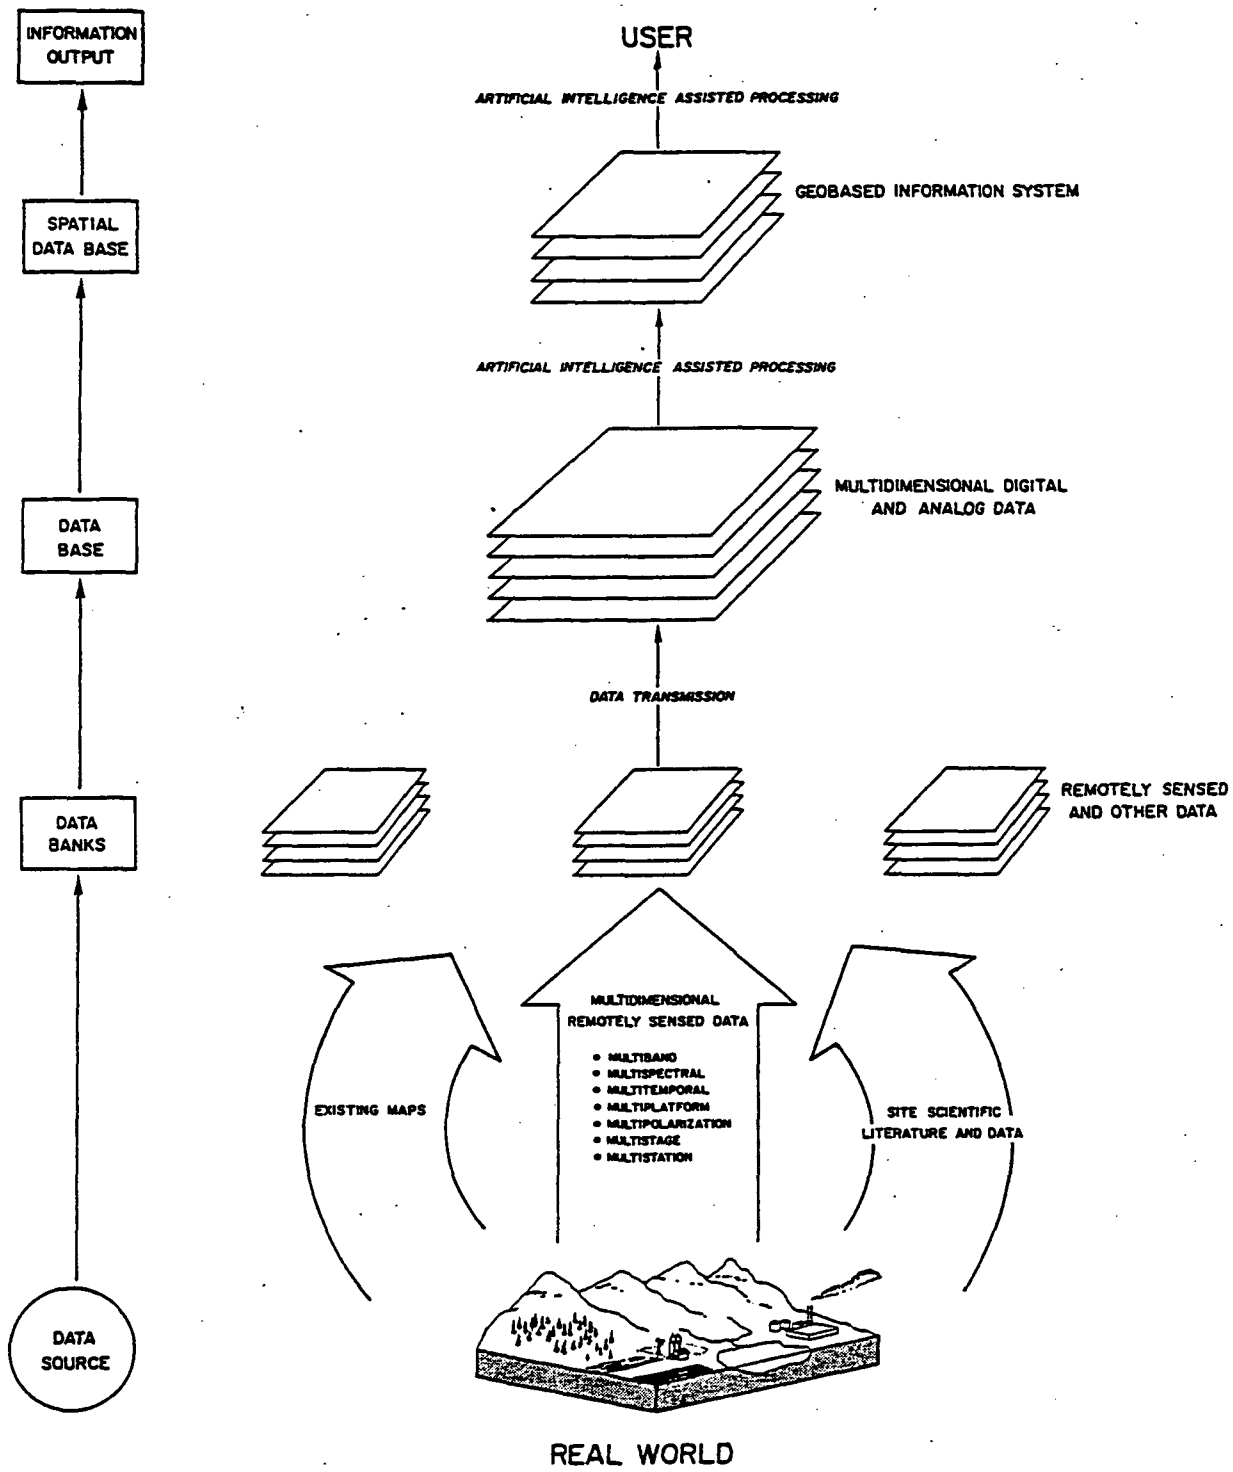 INFORMATION
OUTPUT
USER
ARTIFICIAL INTELLIGENCE ASSISTED PROCESSING
SPATIAL
DATA BASE
GEOBASED INFORMATION SYSTEM
ARTIFICIAL INTELLIGENCE ASSISTED PROCESSING
DATA
BASE
MULTIDIMENSIONAL DIGITAL
AND ANALOG DATA
DATA TRANSMISSION
DATA
BANKS
REMOTELY SENSED
AND OTHER DATA
MULTIDIMENSIONAL
REMOTELY SENSED DATA
• MULTIBAND
• MULTISPECTRAL
• MULTITEMPORAL
• MULTIPLATFORM
• MULTIPOLARIZATION
• MULTISTAGE
• MULTISTATION
EXISTING MAPS
SITE SCIENTIFIC
LITERATURE AND DATA
DATA
SOURCE
REAL WORLD